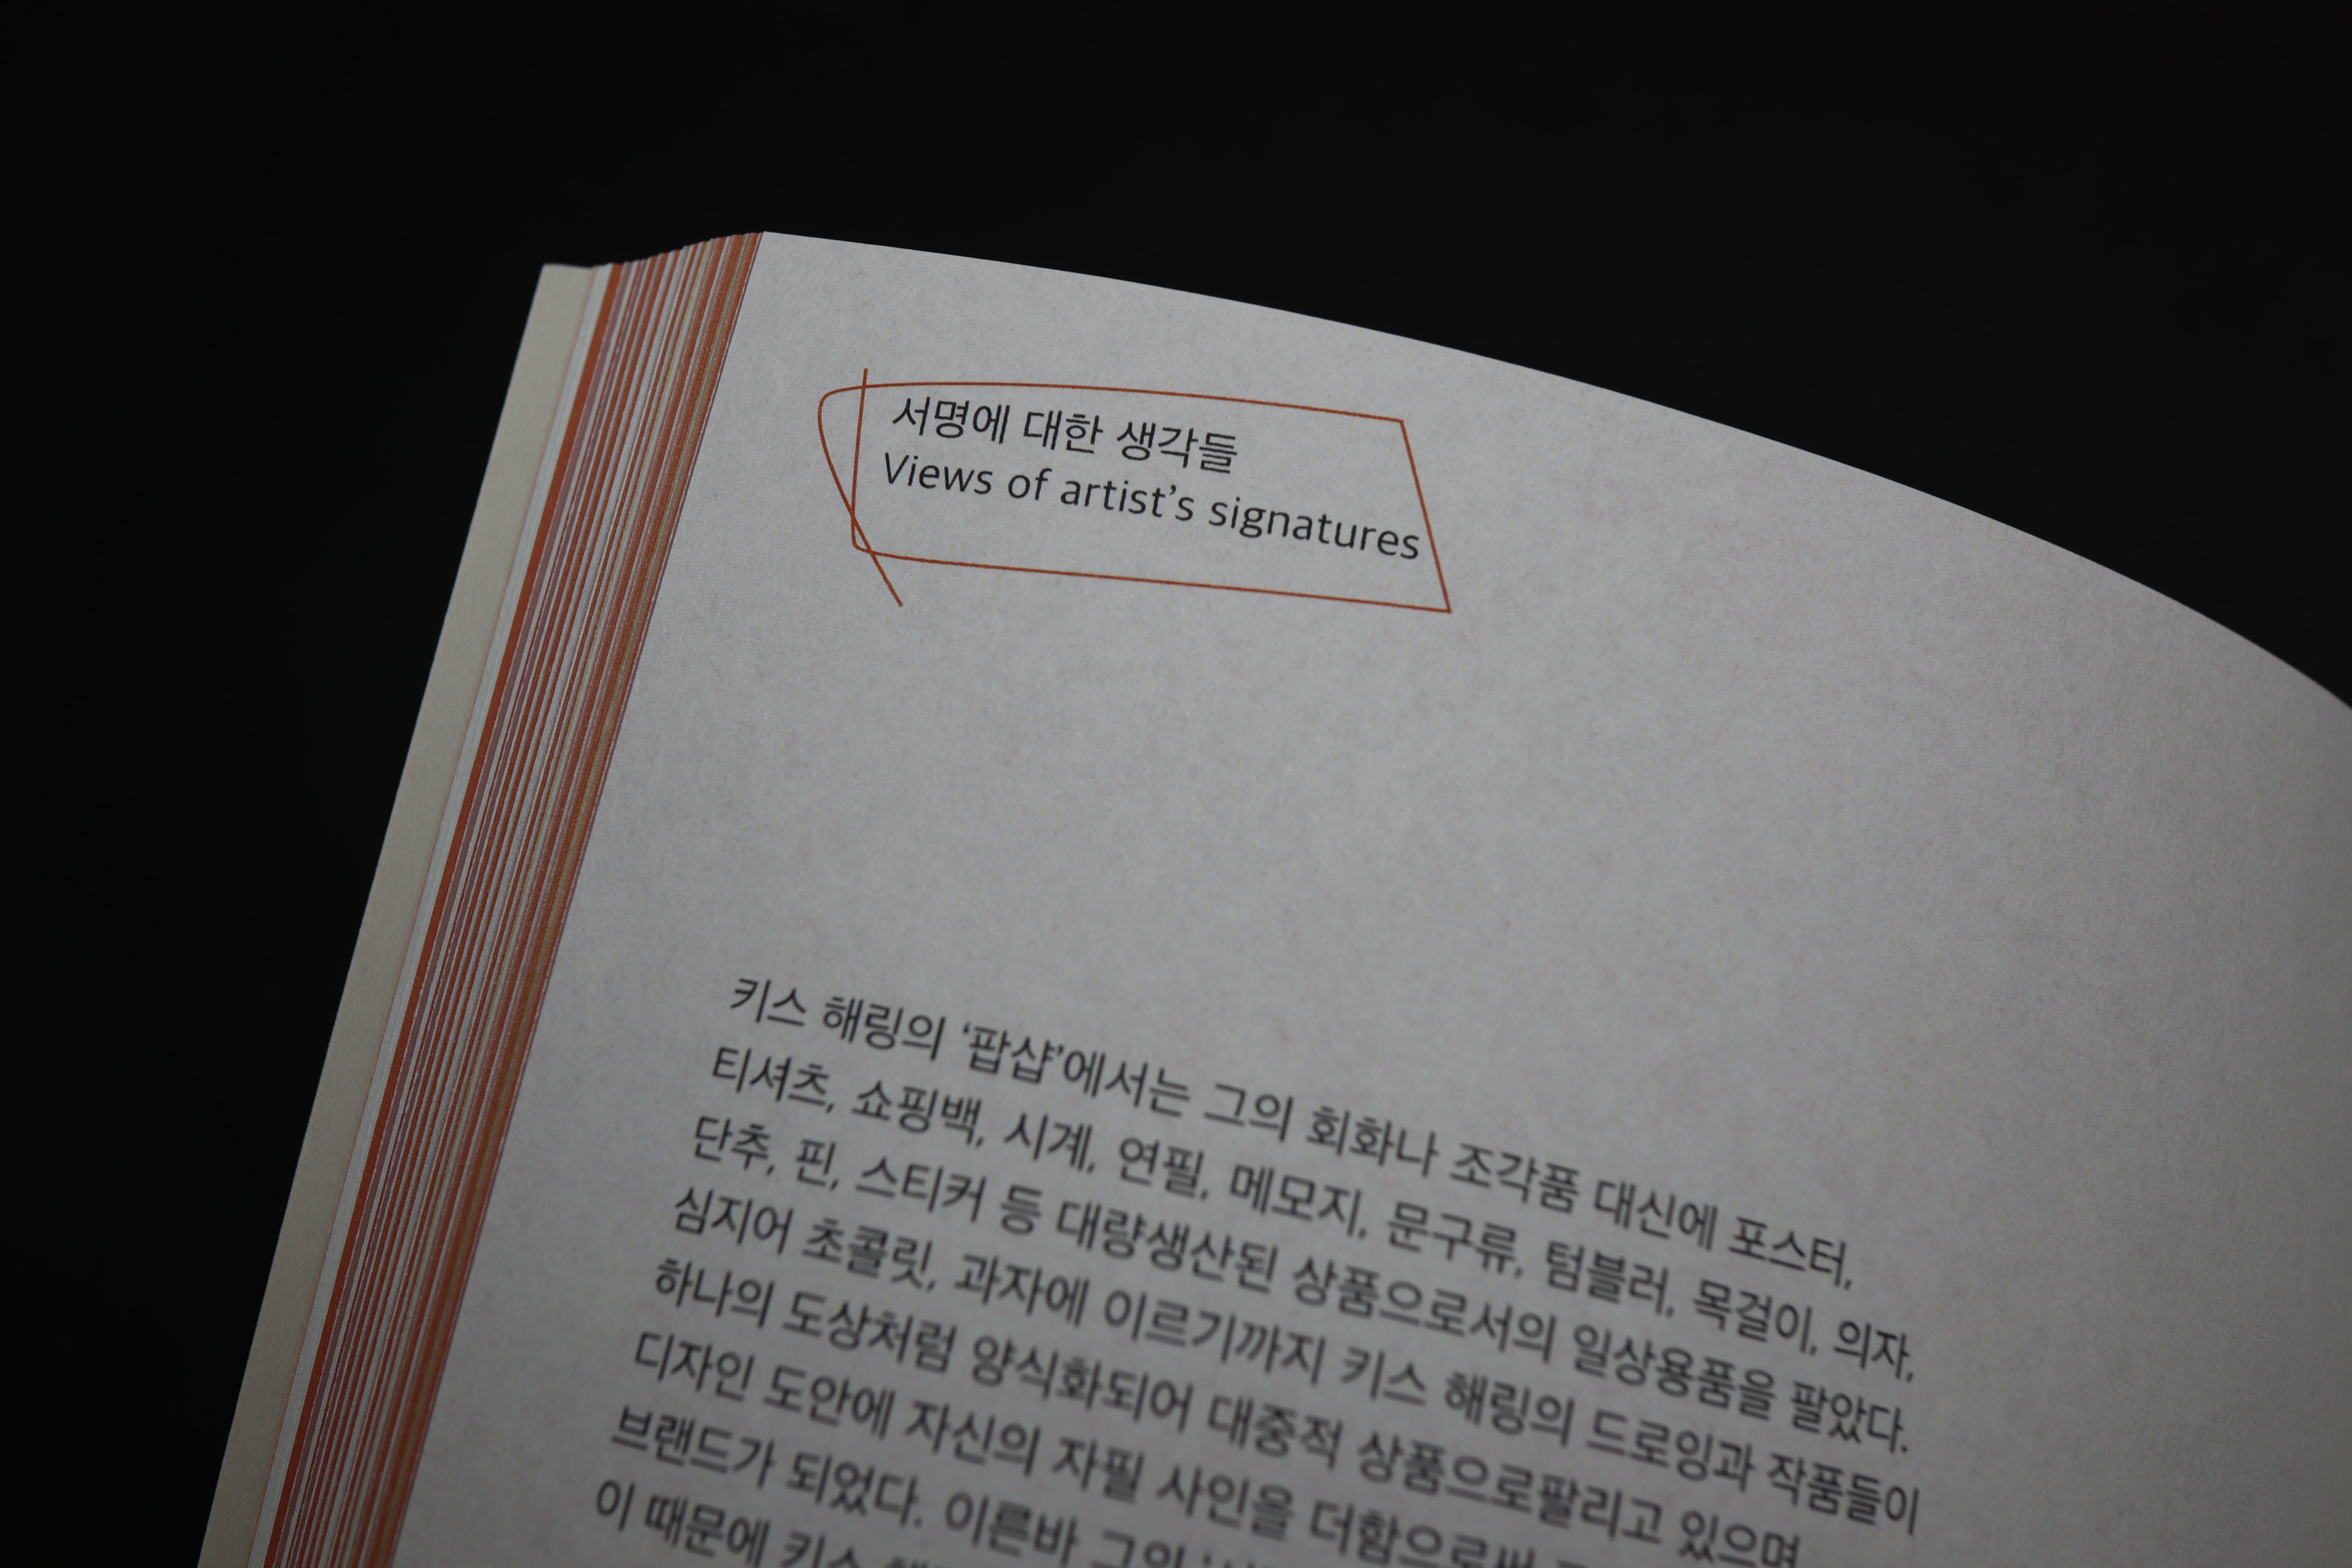 서명에 대한 생각들
Views of artist’s signatures
키스 해링의 ‘팝샵’에서는 그의 회화나 조각품 대신에 포스터,
티셔츠, 쇼핑백, 시계, 연필, 메모지, 문구류, 텀블러, 목걸이, 의자,
단추, 핀, 스티커 등 대량생산된 상품으로서의 일상용품을 팔았다.
심지어 초콜릿, 과자에 이르기까지 키스 해링의 드로잉과 작품들이
하나의 도상처럼 양식화되어 대중적 상품으로팔리고 있으며
디자인 도안에 자신의 자필 사인을 더함으로써
브랜드가 되었다. 이른바 그의
이 때문에 키스